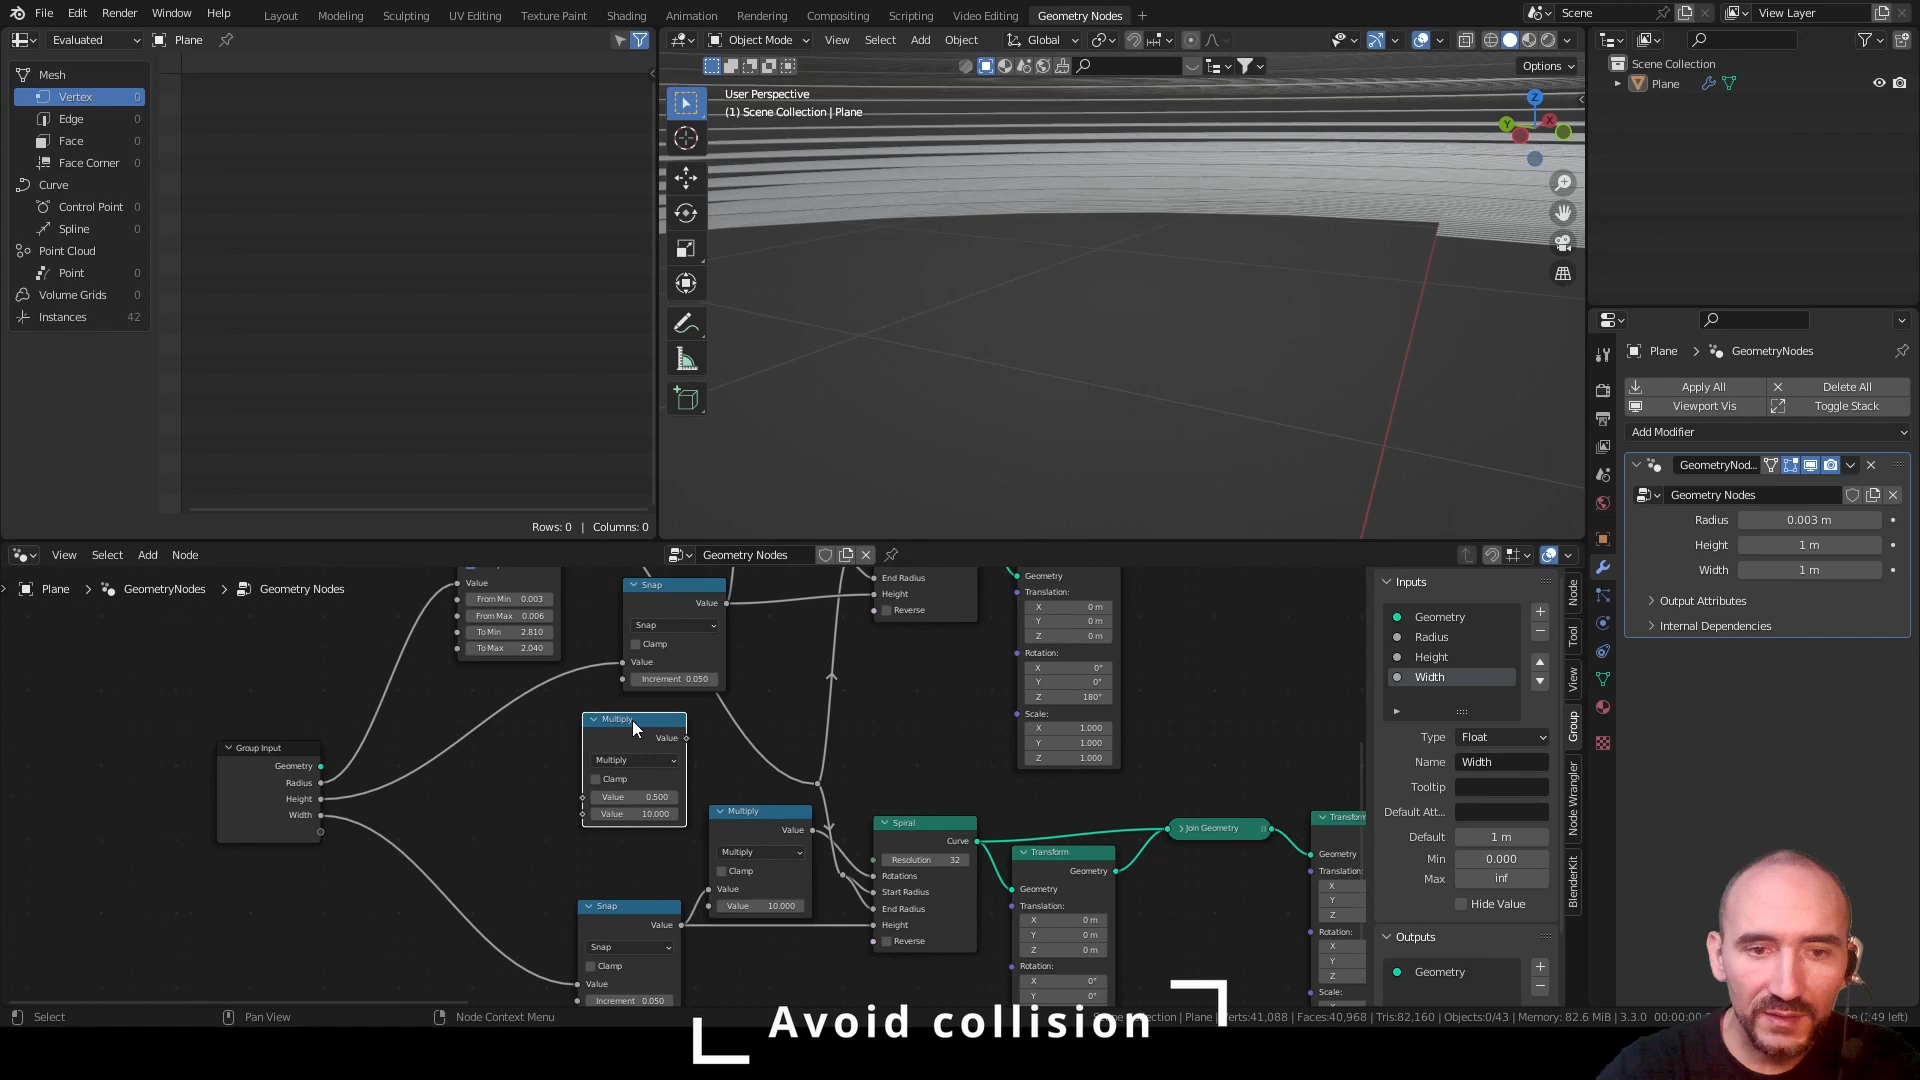 File Edit Render Window Help Layout Modeling Sculpting UV Editing Texture Paint Shading Animation Rendering Compositing Scripting Video Editing Geometry Nodes + Scene View Layer
Evaluated Plane
Object Mode View Select Add Object Global
Options
Mesh
Vertex 0
Edge 0
Face 0
Face Corner 0
Curve
Control Point 0
Spline 0
Point Cloud
Point 0
Volume Grids 0
Instances 42
Rows: 0 | Columns: 0
User Perspective
(1) Scene Collection | Plane
Z
Y
X
Scene Collection
Plane
Plane > GeometryNodes
Apply All Delete All
Viewport Vis Toggle Stack
Add Modifier
GeometryNod...
Geometry Nodes
Radius 0.003 m
Height 1 m
Width 1 m
Output Attributes
Internal Dependencies
View Select Add Node Geometry Nodes
Plane > GeometryNodes > Geometry Nodes
Value
From Min 0.003
From Max 0.006
To Min 2.810
To Max 2.040
Snap
Value
Snap
Clamp
Value
Increment 0.050
Group Input
Geometry
Radius
Height
Width
Multiply
Value
Multiply
Clamp
Value 0.500
Value 10.000
Multiply
Value
Multiply
Clamp
Value
Value 10.000
Snap
Value
Snap
Clamp
Value
Increment 0.050
End Radius
Height
Reverse
Spiral
Curve
Resolution 32
Rotations
Start Radius
End Radius
Height
Reverse
Geometry
Translation:
X 0 m
Y 0 m
Z 0 m
Rotation:
X 0°
Y 0°
Z 180°
Scale:
X 1.000
Y 1.000
Z 1.000
Transform
Geometry
Geometry
Translation:
X 0 m
Y 0 m
Z 0 m
Rotation:
X 0°
Y 0°
Join Geometry
Transform
Geometry
Translation:
X
Y
Z
Rotation:
X
Y
Z
Scale:
Inputs
Geometry
Radius
Height
Width
Type Float
Name Width
Tooltip
Default Att...
Default 1 m
Min 0.000
Max inf
Hide Value
Outputs
Geometry
Node
Tool
View
Group
Node Wrangler
BlenderKit
Select Pan View Node Context Menu
Collection | Plane | Verts:41,088 | Faces:40,968 | Tris:82,160 | Objects:0/43 | Memory: 82.6 MiB | 3.3.0
Avoid collision